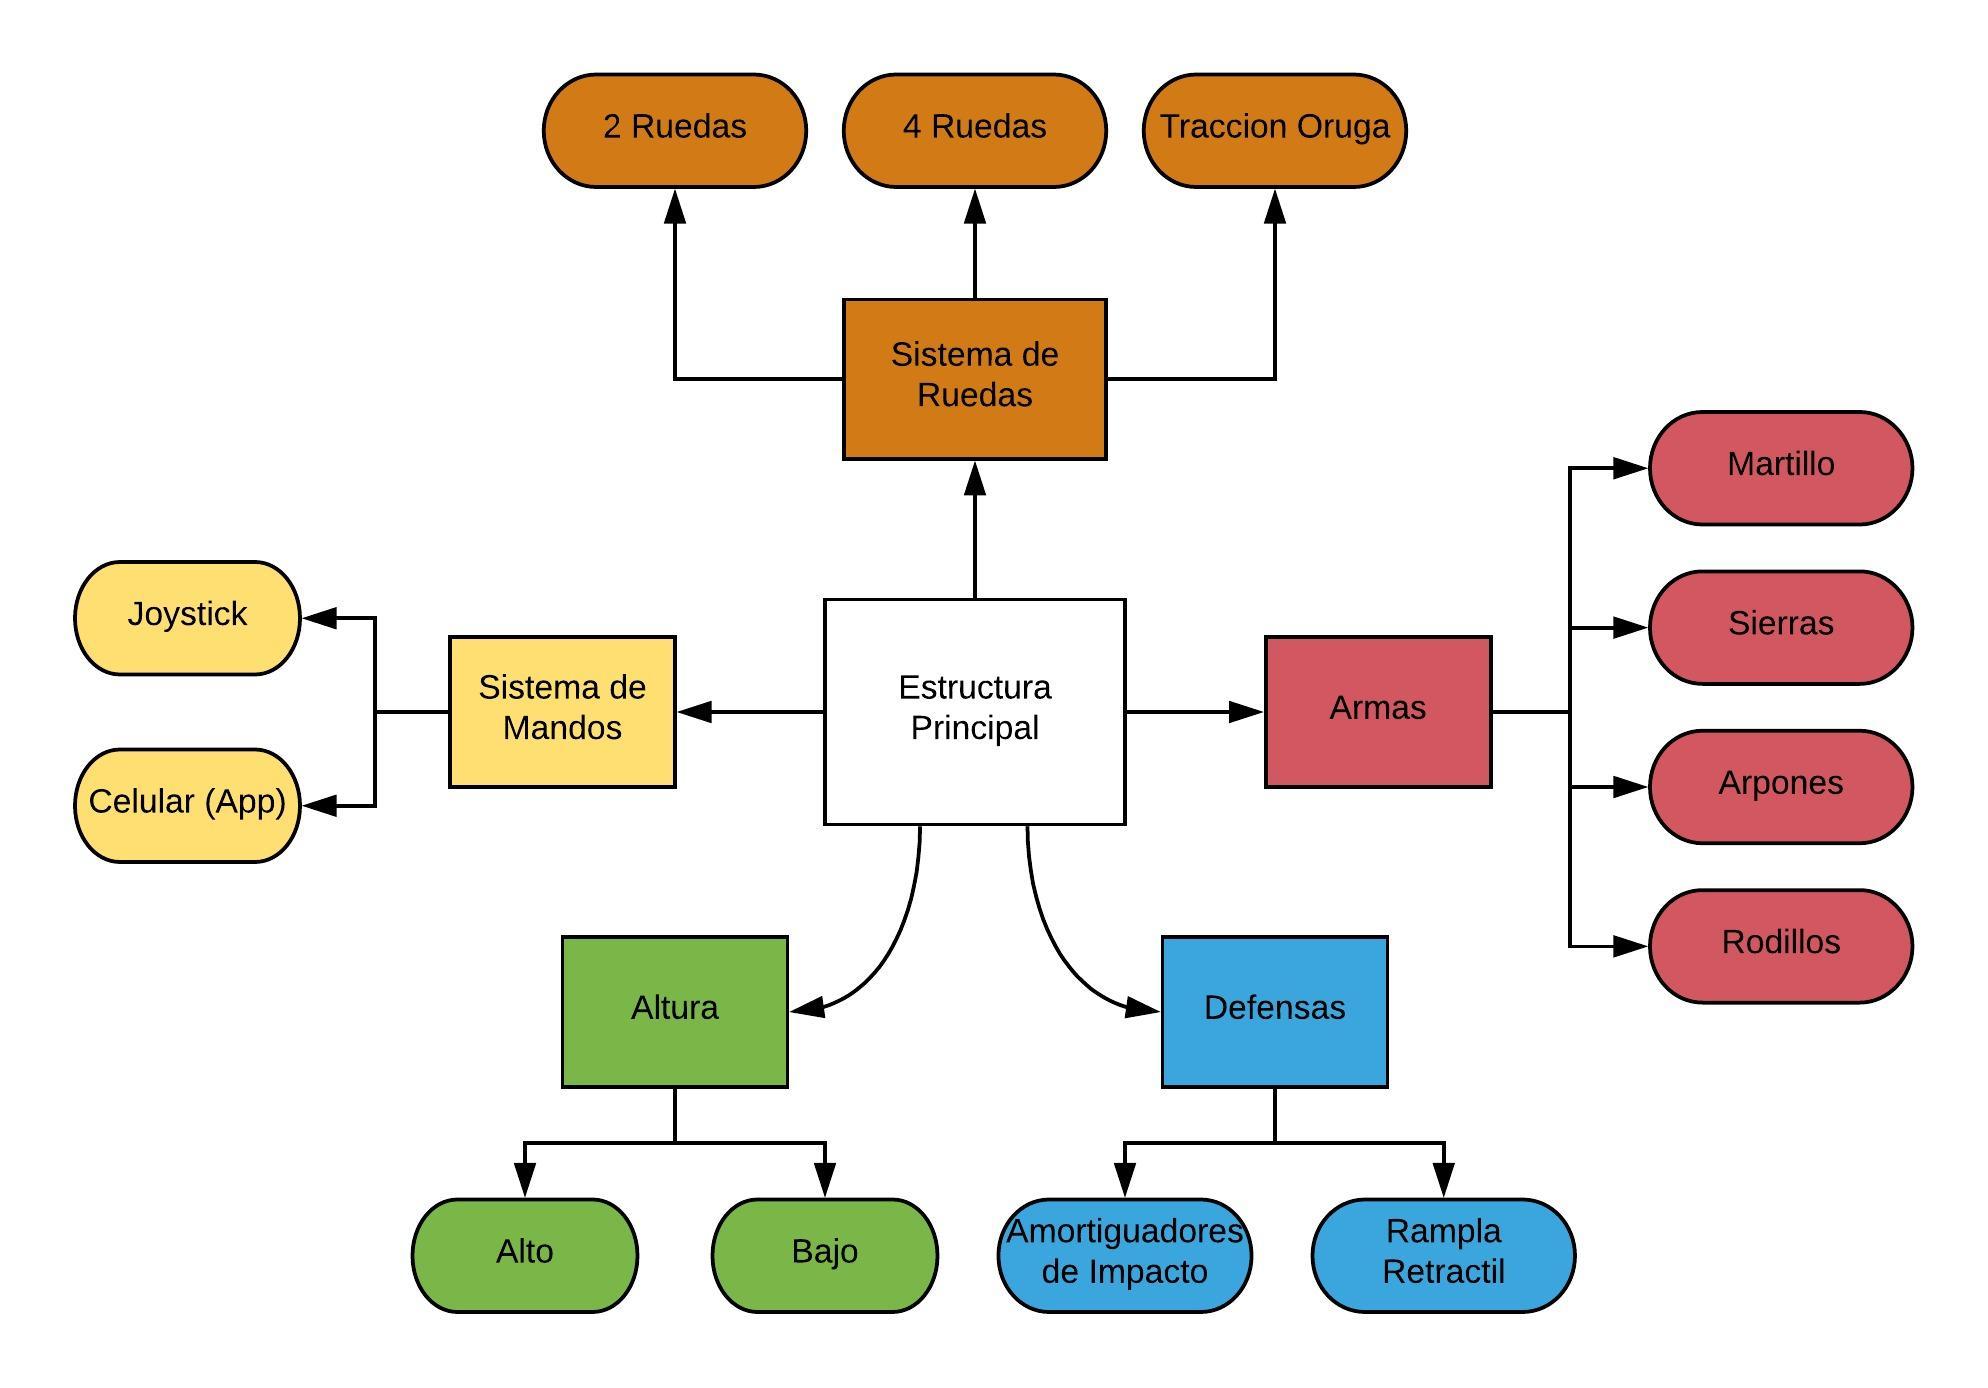 2 Ruedas
4 Ruedas
Traccion Oruga
Sistema de
Ruedas
Martillo
Joystick
Sierras
Sistema de
Mandos
Estructura
Principal
Armas
Celular (App)
Arpones
Rodillos
Altura
Defensas
Alto
Bajo
Amortiguadores
de Impacto
Rampla
Retractil